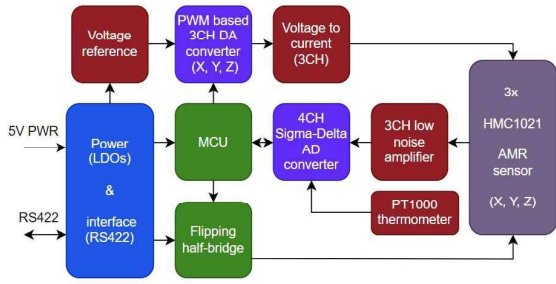 Voltage
reference
PWM based
3CH DA
converter
(X, Y, Z)
Voltage to
current
(3CH)
5V PWR
RS422
Power
(LDOs)
&
interface
(RS422)
MCU
4CH
Sigma-Delta
AD
converter
3CH low
noise
amplifier
3x
HMC1021
AMR
sensor
(X, Y, Z)
PT1000
thermometer
Flipping
half-bridge